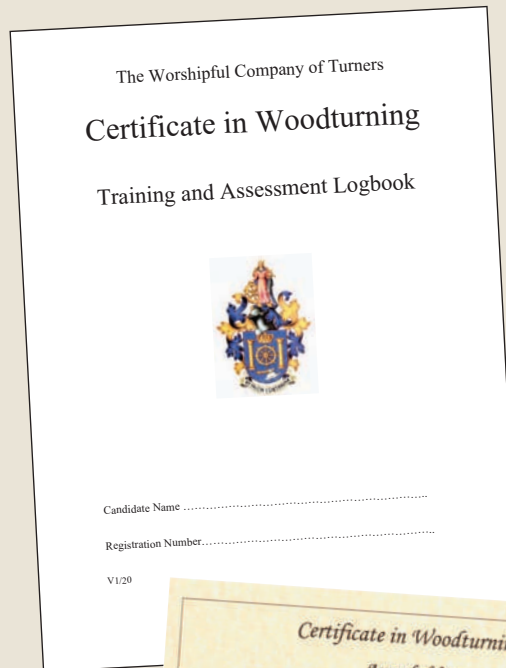 The Worshipful Company of Turners
Certificate in Woodturning
Training and Assessment Logbook
Candidate Name ……………………………………………………..
Registration Number…………………………………………………..
V1/20
Certificate in